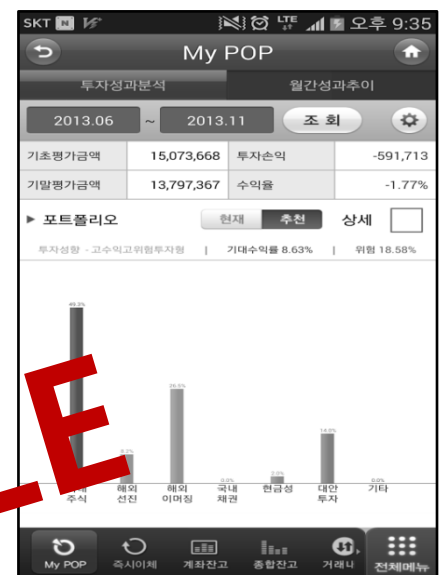 SKT N LTE 오후 9:35
My POP
투자성과분석 월간성과추이
2013.06 ~ 2013.11 조 회
기초평가금액 15,073,668 투자손익 -591,713
기말평가금액 13,797,367 수익율 -1.77%
▶ 포트폴리오 현재 추천 상세
투자성향 - 고수익고위험투자형 | 기대수익률 8.63% | 위험 18.58%
14.9%
0.0%
해외 해외 국내 현금성 대안 기타
주식 선진 이머징 채권 투자
LE
My POP 즉시이체 계좌잔고 종합잔고 거래내 전체메뉴